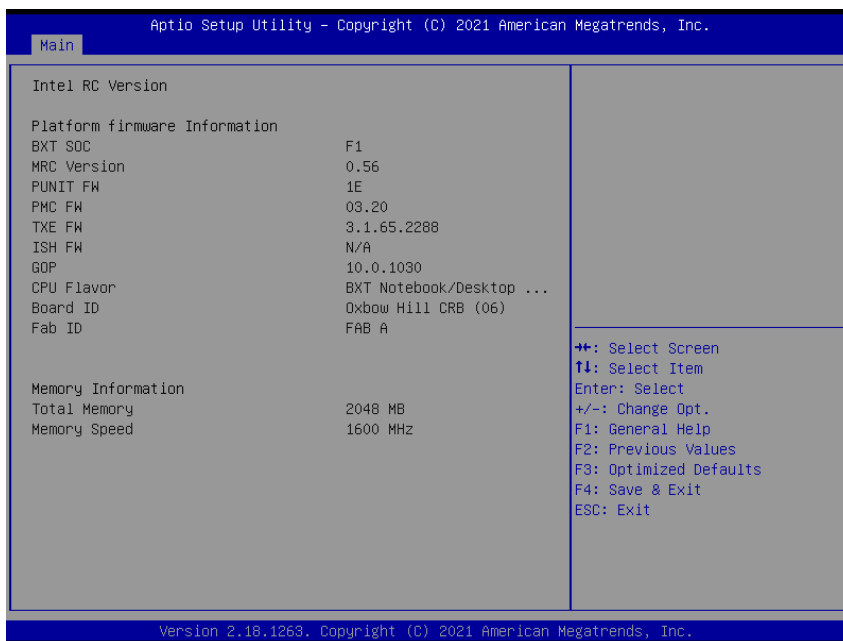 Aptio Setup Utility – Copyright (C) 2021 American Megatrends, Inc.
Main
Intel RC Version
Platform firmware Information
BXT SOC F1
MRC Version 0.56
PUNIT FW 1E
PMC FW 03.20
TXE FW 3.1.65.2288
ISH FW N/A
GOP 10.0.1030
CPU Flavor BXT Notebook/Desktop ...
Board ID Oxbow Hill CRB (06)
Fab ID FAB A
Memory Information
Total Memory 2048 MB
Memory Speed 1600 MHz
→←: Select Screen
↑↓: Select Item
Enter: Select
+/-: Change Opt.
F1: General Help
F2: Previous Values
F3: Optimized Defaults
F4: Save & Exit
ESC: Exit
Version 2.18.1263. Copyright (C) 2021 American Megatrends, Inc.